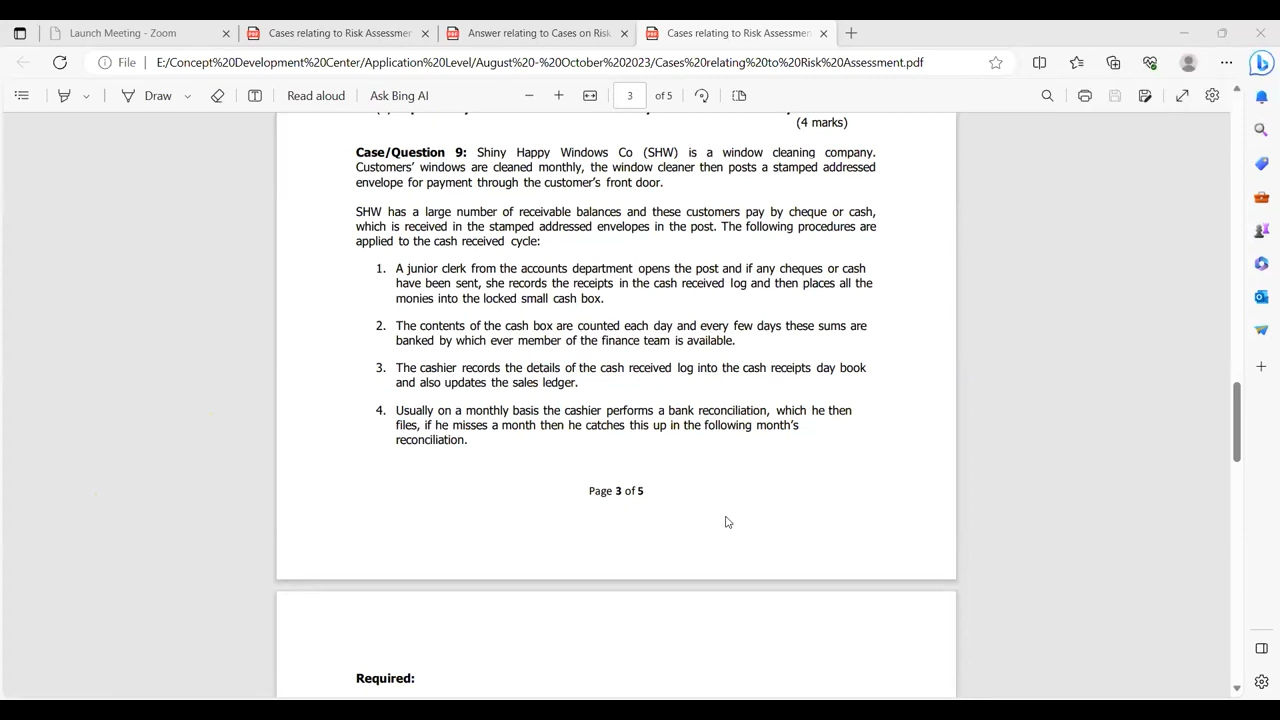 Launch Meeting - Zoom
Cases relating to Risk Assessmer
Answer relating to Cases on Risk
Cases relating to Risk Assessmen
File
E:/Concept%20Development%20Center/Application%20Level/August%20-%20October%202023/Cases%20relating%20to%20Risk%20Assessment.pdf
Draw
Read aloud
Ask Bing AI
3
of 5
(4 marks)
Case/Question 9: Shiny Happy Windows Co (SHW) is a window cleaning company.
Customers' windows are cleaned monthly, the window cleaner then posts a stamped addressed
envelope for payment through the customer's front door.
SHW has a large number of receivable balances and these customers pay by cheque or cash,
which is received in the stamped addressed envelopes in the post. The following procedures are
applied to the cash received cycle:
1. A junior clerk from the accounts department opens the post and if any cheques or cash
have been sent, she records the receipts in the cash received log and then places all the
monies into the locked small cash box.
2. The contents of the cash box are counted each day and every few days these sums are
banked by which ever member of the finance team is available.
3. The cashier records the details of the cash received log into the cash receipts day book
and also updates the sales ledger.
4. Usually on a monthly basis the cashier performs a bank reconciliation, which he then
files, if he misses a month then he catches this up in the following month's
reconciliation.
Page 3 of 5
Required: